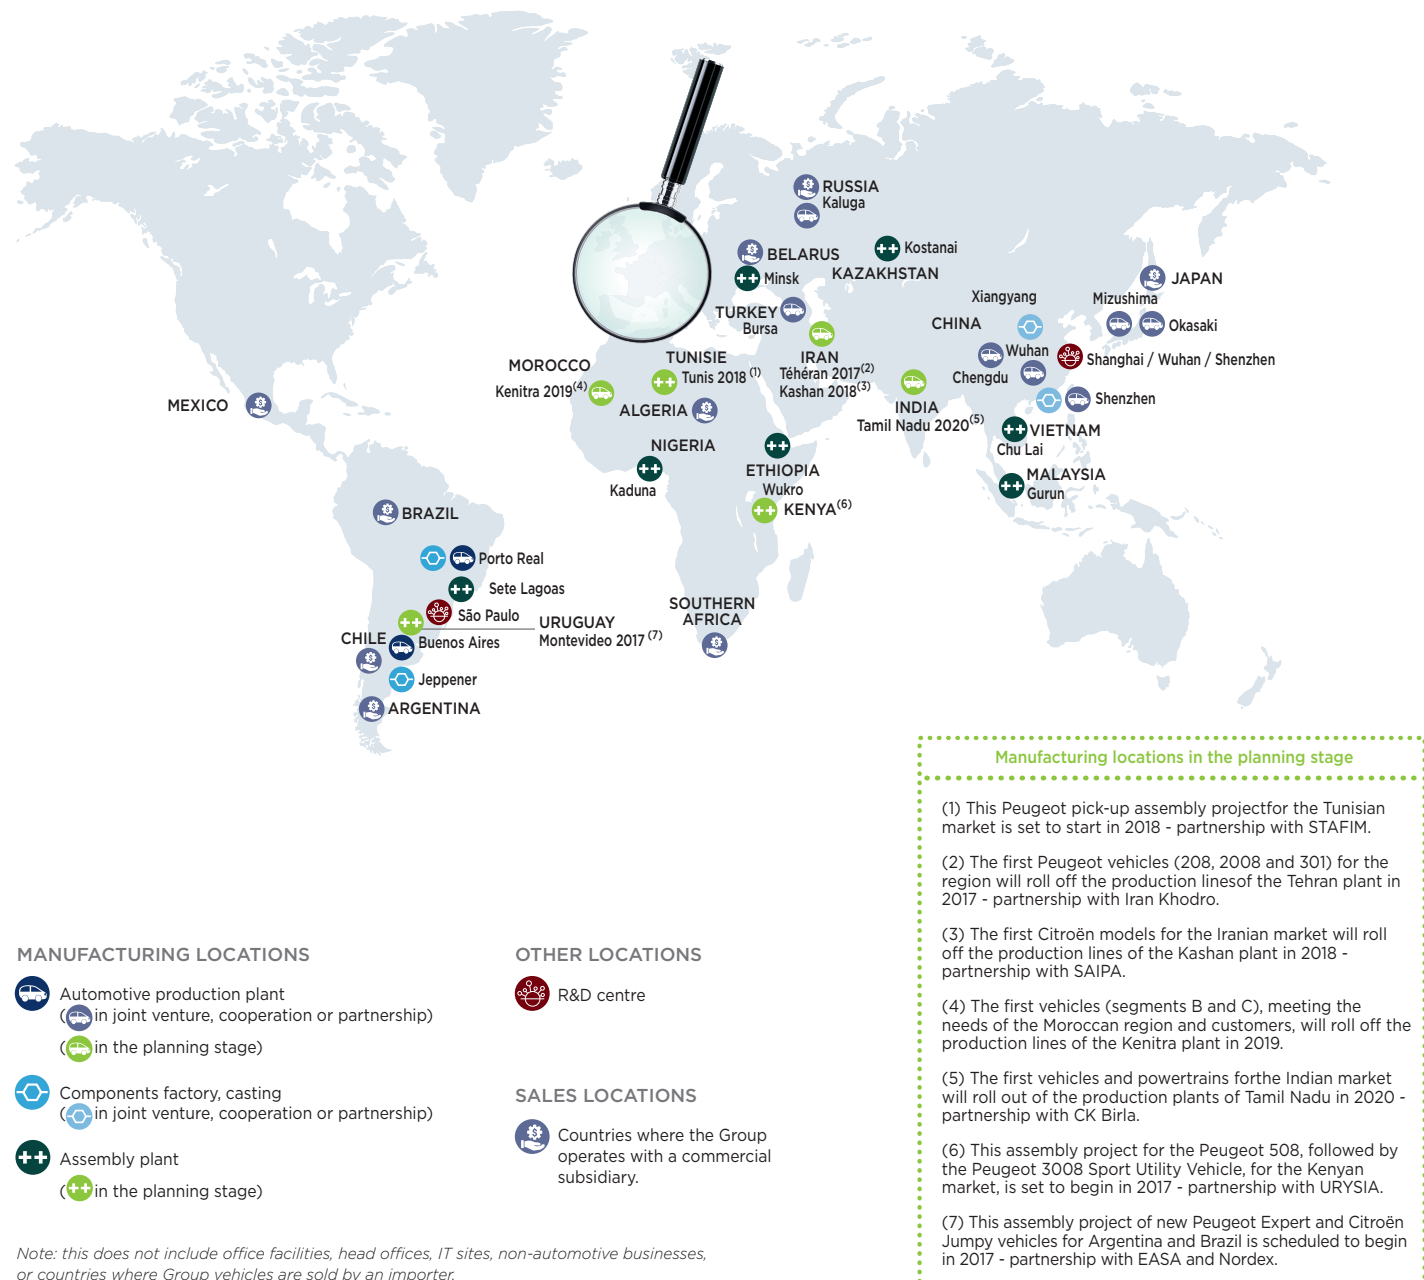 RUSSIA
Kaluga
BELARUS
Minsk
Kostanai
KAZAKHSTAN
JAPAN
Mizushima
Okasaki
Xiangyang
CHINA
Wuhan
Chengdu
Shanghai / Wuhan / Shenzhen
Shenzhen
TURKEY
Bursa
IRAN
Téhéran 2017(2)
Kashan 2018(3)
MOROCCO
Kenitra 2019(4)
TUNISIE
Tunis 2018 (1)
ALGERIA
INDIA
Tamil Nadu 2020(5)
VIETNAM
Chu Lai
MALAYSIA
Gurun
NIGERIA
Kaduna
ETHIOPIA
Wukro
KENYA(6)
SOUTHERN
AFRICA
MEXICO
BRAZIL
Porto Real
Sete Lagoas
São Paulo
URUGUAY
Montevideo 2017 (7)
CHILE
Buenos Aires
Jeppener
ARGENTINA
MANUFACTURING LOCATIONS
Automotive production plant
( in joint venture, cooperation or partnership)
( in the planning stage)
Components factory, casting
( in joint venture, cooperation or partnership)
Assembly plant
( in the planning stage)
OTHER LOCATIONS
R&D centre
SALES LOCATIONS
Countries where the Group
operates with a commercial
subsidiary.
Note: this does not include office facilities, head offices, IT sites, non-automotive businesses,
or countries where Group vehicles are sold by an importer.
Manufacturing locations in the planning stage
(1) This Peugeot pick-up assembly projectfor the Tunisian
market is set to start in 2018 - partnership with STAFIM.
(2) The first Peugeot vehicles (208, 2008 and 301) for the
region will roll off the production linesof the Tehran plant in
2017 - partnership with Iran Khodro.
(3) The first Citroën models for the Iranian market will roll
off the production lines of the Kashan plant in 2018 -
partnership with SAIPA.
(4) The first vehicles (segments B and C), meeting the
needs of the Moroccan region and customers, will roll off the
production lines of the Kenitra plant in 2019.
(5) The first vehicles and powertrains forthe Indian market
will roll out of the production plants of Tamil Nadu in 2020 -
partnership with CK Birla.
(6) This assembly project for the Peugeot 508, followed by
the Peugeot 3008 Sport Utility Vehicle, for the Kenyan
market, is set to begin in 2017 - partnership with URYSIA.
(7) This assembly project of new Peugeot Expert and Citroën
Jumpy vehicles for Argentina and Brazil is scheduled to begin
in 2017 - partnership with EASA and Nordex.